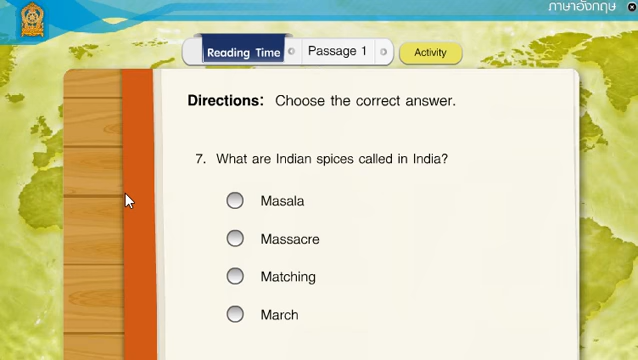 ภาษาอังกฤษ
Reading Time Passage 1 Activity
Directions: Choose the correct answer.
7. What are Indian spices called in India?
Masala
Massacre
Matching
March